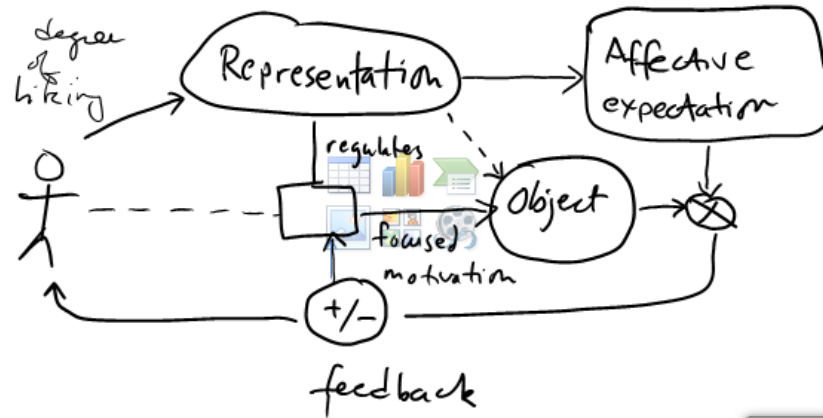 degree
of
liking
Representation
Affective
expectation
regulates
Object
focused
motivation
+/-
feedback